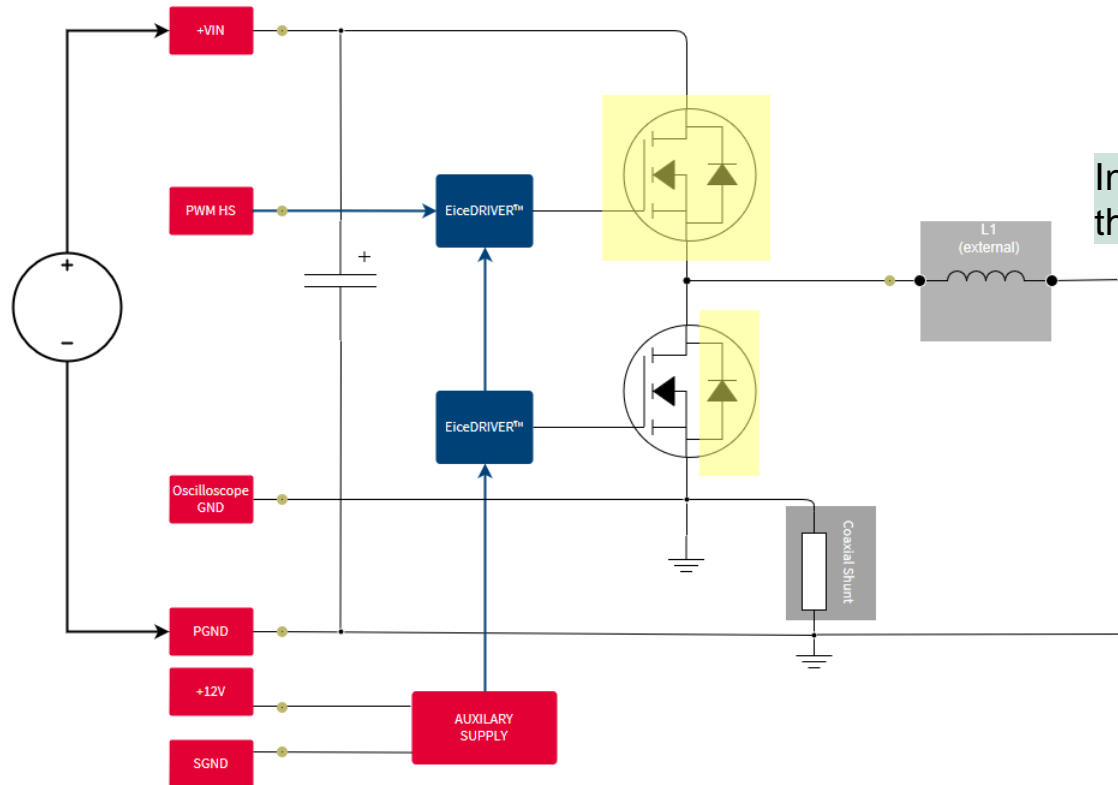 +VIN
PWM HS
EiceDRIVER™
L1
(external)
+
−
+
EiceDRIVER™
Oscilloscope
GND
Coaxial Shunt
PGND
+12V
AUXILARY
SUPPLY
SGND